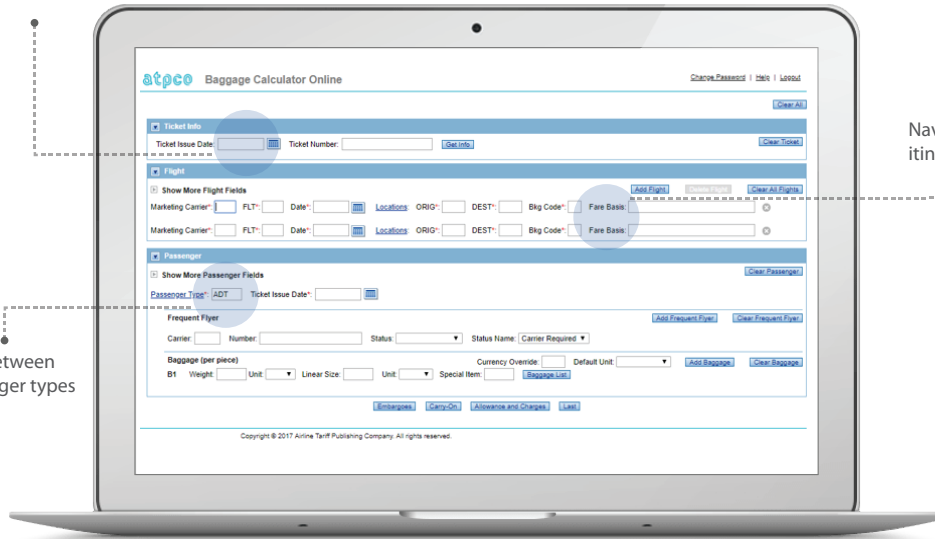 atpco Baggage Calculator Online
Change Password | Help | Logout
Clear All
Ticket Info
Ticket Issue Date: Ticket Number: Get Info Clear Ticket
Flight
Show More Flight Fields Add Flight Delete Flight Clear All Flights
Marketing Carrier*: FLT*: Date*: Locations: ORIG*: DEST*: Bkg Code*: Fare Basis:
Marketing Carrier*: FLT*: Date*: Locations: ORIG*: DEST*: Bkg Code*: Fare Basis:
Passenger
Show More Passenger Fields Clear Passenger
Passenger Type*: ADT Ticket Issue Date*:
Frequent Flyer Add Frequent Flyer Clear Frequent Flyer
Carrier: Number: Status: Status Name: Carrier Required
Baggage (per piece) Currency Override: Default Unit: Add Baggage Clear Baggage
B1 Weight: Unit: Linear Size: Unit: Special Item: Baggage List
Embargoes Carry-On Allowance and Charges Last
Copyright © 2017 Airline Tariff Publishing Company. All rights reserved.
Nav
itin
etween
ger types